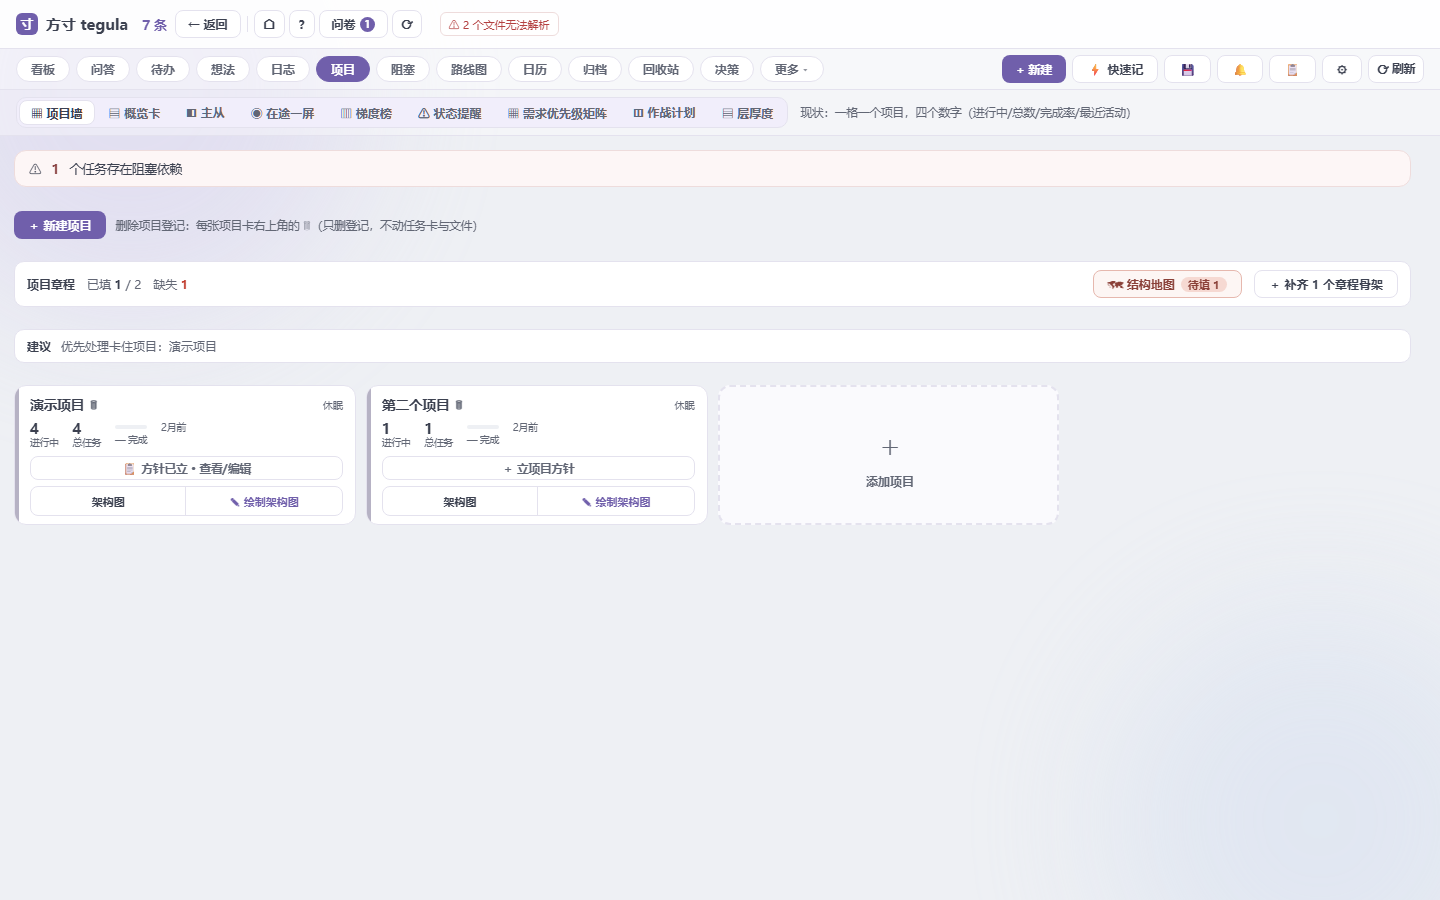 寸 方寸 tegula 7 条 ← 返回 ? 问卷 1 ⚠ 2 个文件无法解析
看板 问答 待办 想法 日志 项目 阻塞 路线图 日历 归档 回收站 决策 更多 + 新建 快速记 刷新
项目墙 概览卡 主从 在途一屏 梯度榜 状态提醒 需求优先级矩阵 作战计划 层厚度 现状：一格一个项目，四个数字（进行中/总数/完成率/最近活动）
⚠ 1 个任务存在阻塞依赖
+ 新建项目 删除项目登记：每张项目卡右上角的 🗑（只删登记，不动任务卡与文件）
项目章程 已填 1 / 2 缺失 1 结构地图 待填 1 + 补齐 1 个章程骨架
建议 优先处理卡住项目：演示项目
演示项目 休眠
4 进行中 4 总任务 — 完成 2月前
方针已立 • 查看/编辑
架构图 绘制架构图
第二个项目 休眠
1 进行中 1 总任务 — 完成 2月前
+ 立项目方针
架构图 绘制架构图
+
添加项目